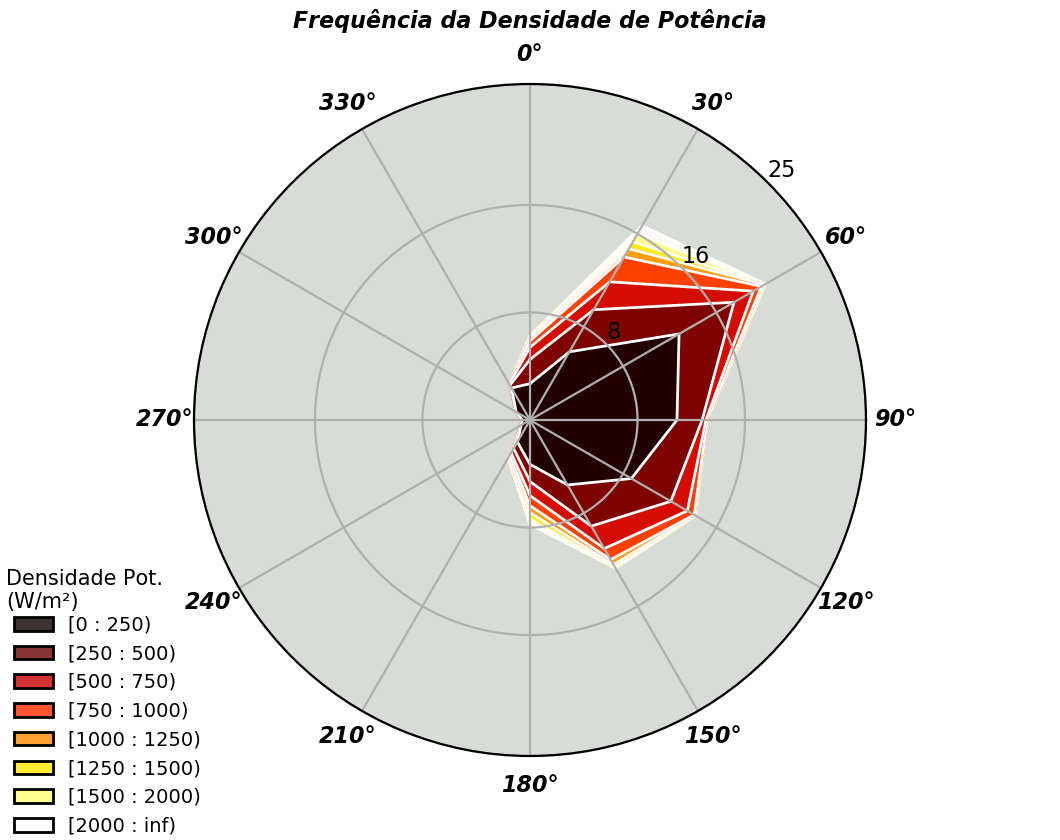 Frequência da Densidade de Potência
0°
330°
30°
25
300°
60°
16
8
270°
90°
240°
120°
210°
150°
180°
Densidade Pot.
(W/m²)
[0 : 250)
[250 : 500)
[500 : 750)
[750 : 1000)
[1000 : 1250)
[1250 : 1500)
[1500 : 2000)
[2000 : inf)